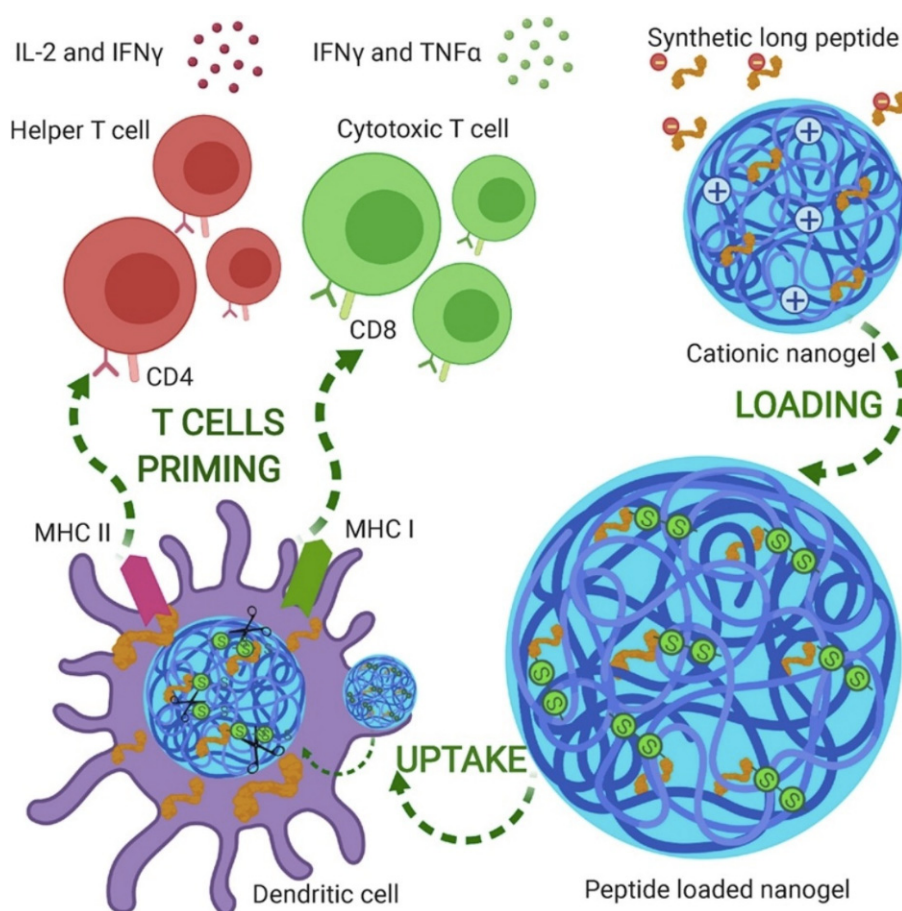 IL-2 and IFNγ
IFNγ and TNFα
Synthetic long peptide
Helper T cell
Cytotoxic T cell
CD4
CD8
Cationic nanogel
LOADING
T CELLS
PRIMING
MHC II
MHC I
S S
S S
S S
S S
S S
S S
S S
S
S
S
S
S
S
UPTAKE
Dendritic cell
Peptide loaded nanogel